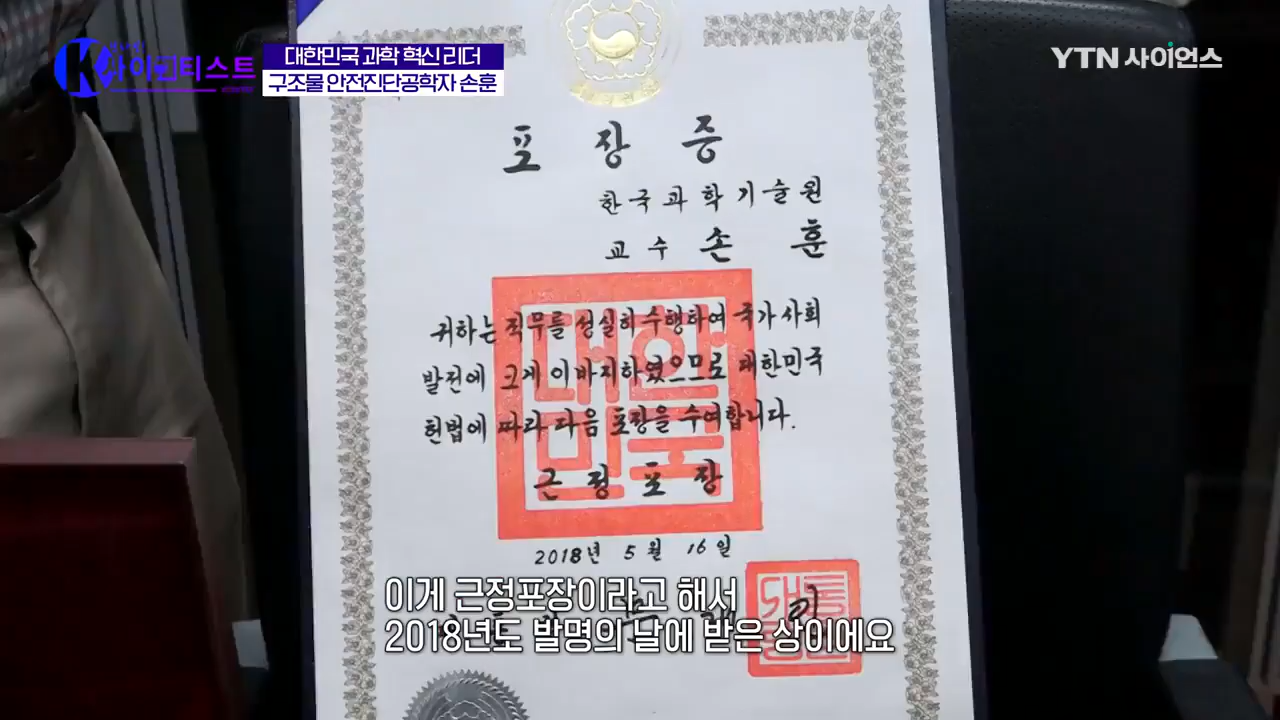 K 사이언티스트
대한민국 과학 혁신 리더
구조물 안전진단공학자 손훈
YTN 사이언스
포장증
한국과학기술원
교수 손훈
귀하는 직무를 성실히 수행하여 국가사회
발전에 크게 이바지하였으므로 대한민국
헌법에 따라 다음 포장을 수여합니다.
대한
민국
근정포장
2018년 5월 16일
이게 근정포장이라고 해서
2018년도 발명의 날에 받은 상이에요